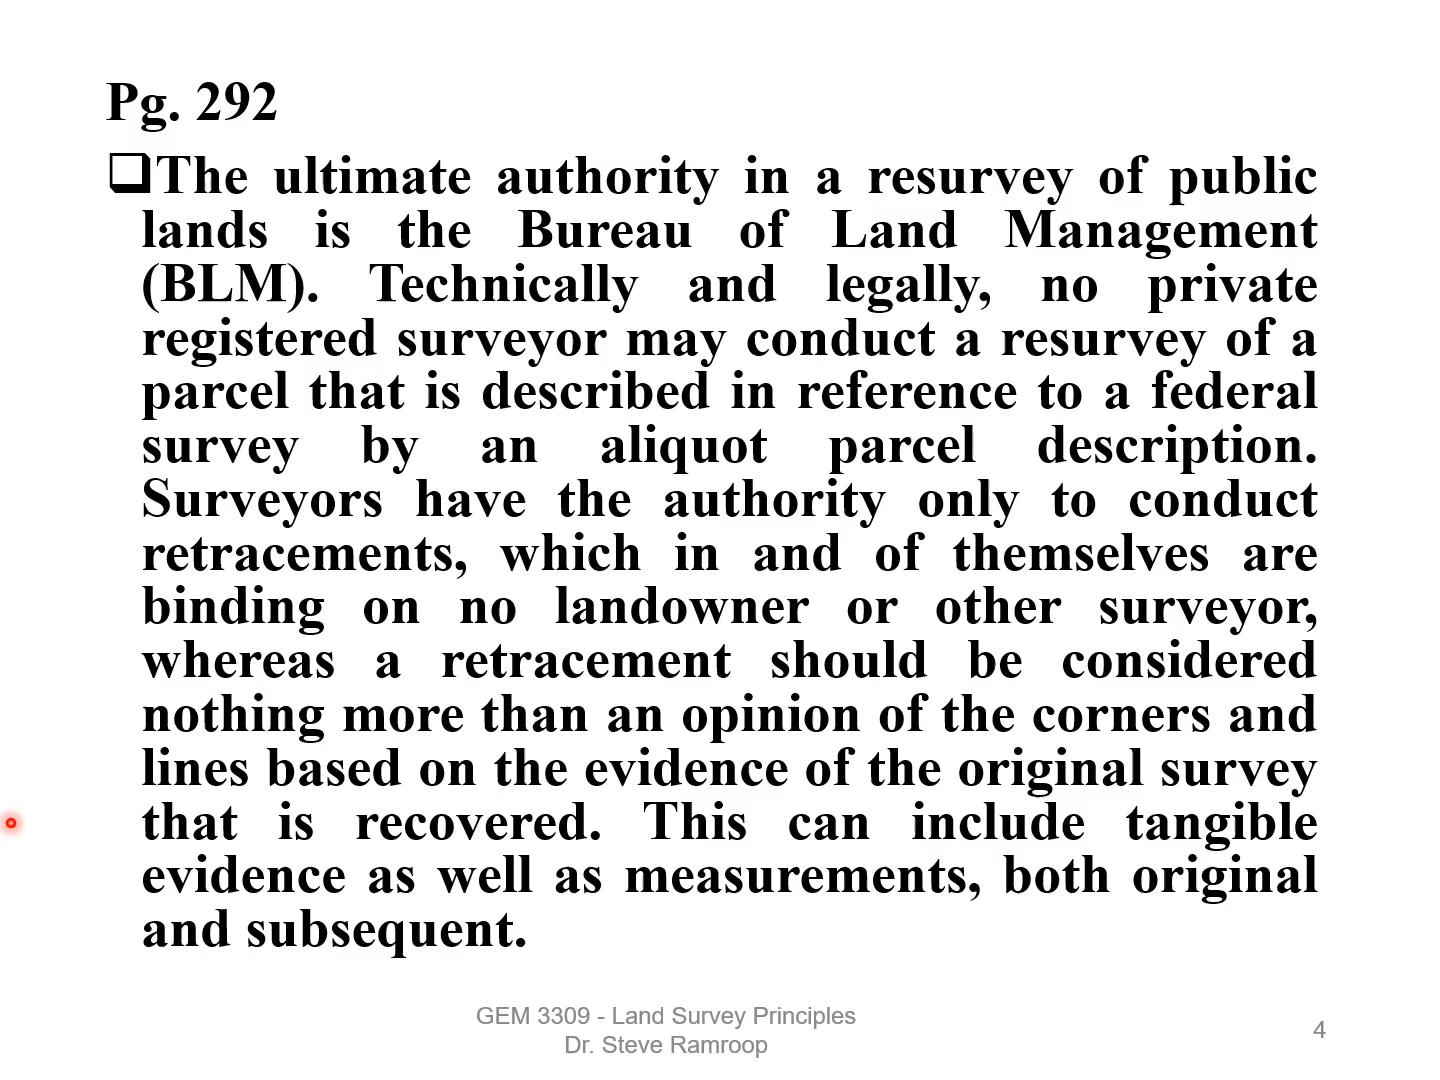 Pg. 292
❑The ultimate authority in a resurvey of public
lands is the Bureau of Land Management
(BLM). Technically and legally, no private
registered surveyor may conduct a resurvey of a
parcel that is described in reference to a federal
survey by an aliquot parcel description.
Surveyors have the authority only to conduct
retracements, which in and of themselves are
binding on no landowner or other surveyor,
whereas a retracement should be considered
nothing more than an opinion of the corners and
lines based on the evidence of the original survey
that is recovered. This can include tangible
evidence as well as measurements, both original
and subsequent.
GEM 3309 - Land Survey Principles
Dr. Steve Ramroop
4